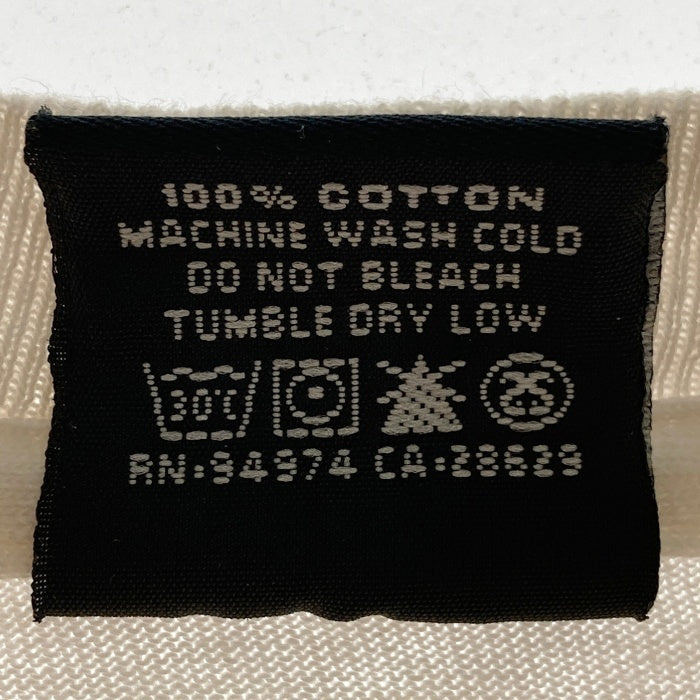 100% COTTON
MACHINE WASH COLD
DO NOT BLEACH
TUMBLE DRY LOW
30°C
RN:94974 CA:28629